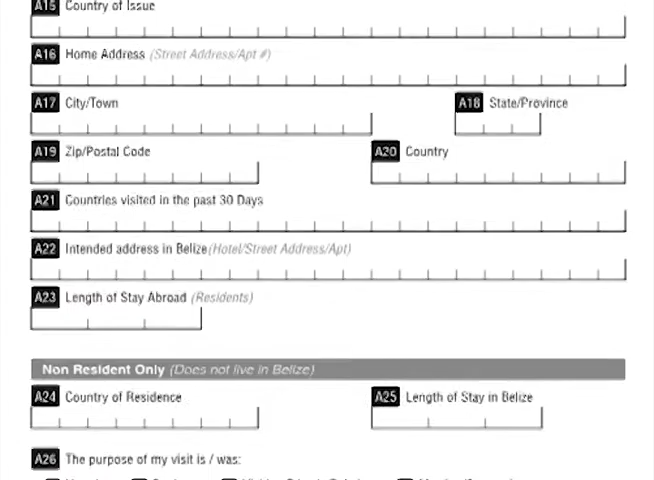 A15 Country of Issue
A16 Home Address (Street Address/Apt #)
A17 City/Town A18 State/Province
A19 Zip/Postal Code A20 Country
A21 Countries visited in the past 30 Days
A22 Intended address in Belize(Hotel/Street Address/Apt)
A23 Length of Stay Abroad (Residents)
Non Resident Only (Does not live in Belize)
A24 Country of Residence A25 Length of Stay in Belize
A26 The purpose of my visit is / was: